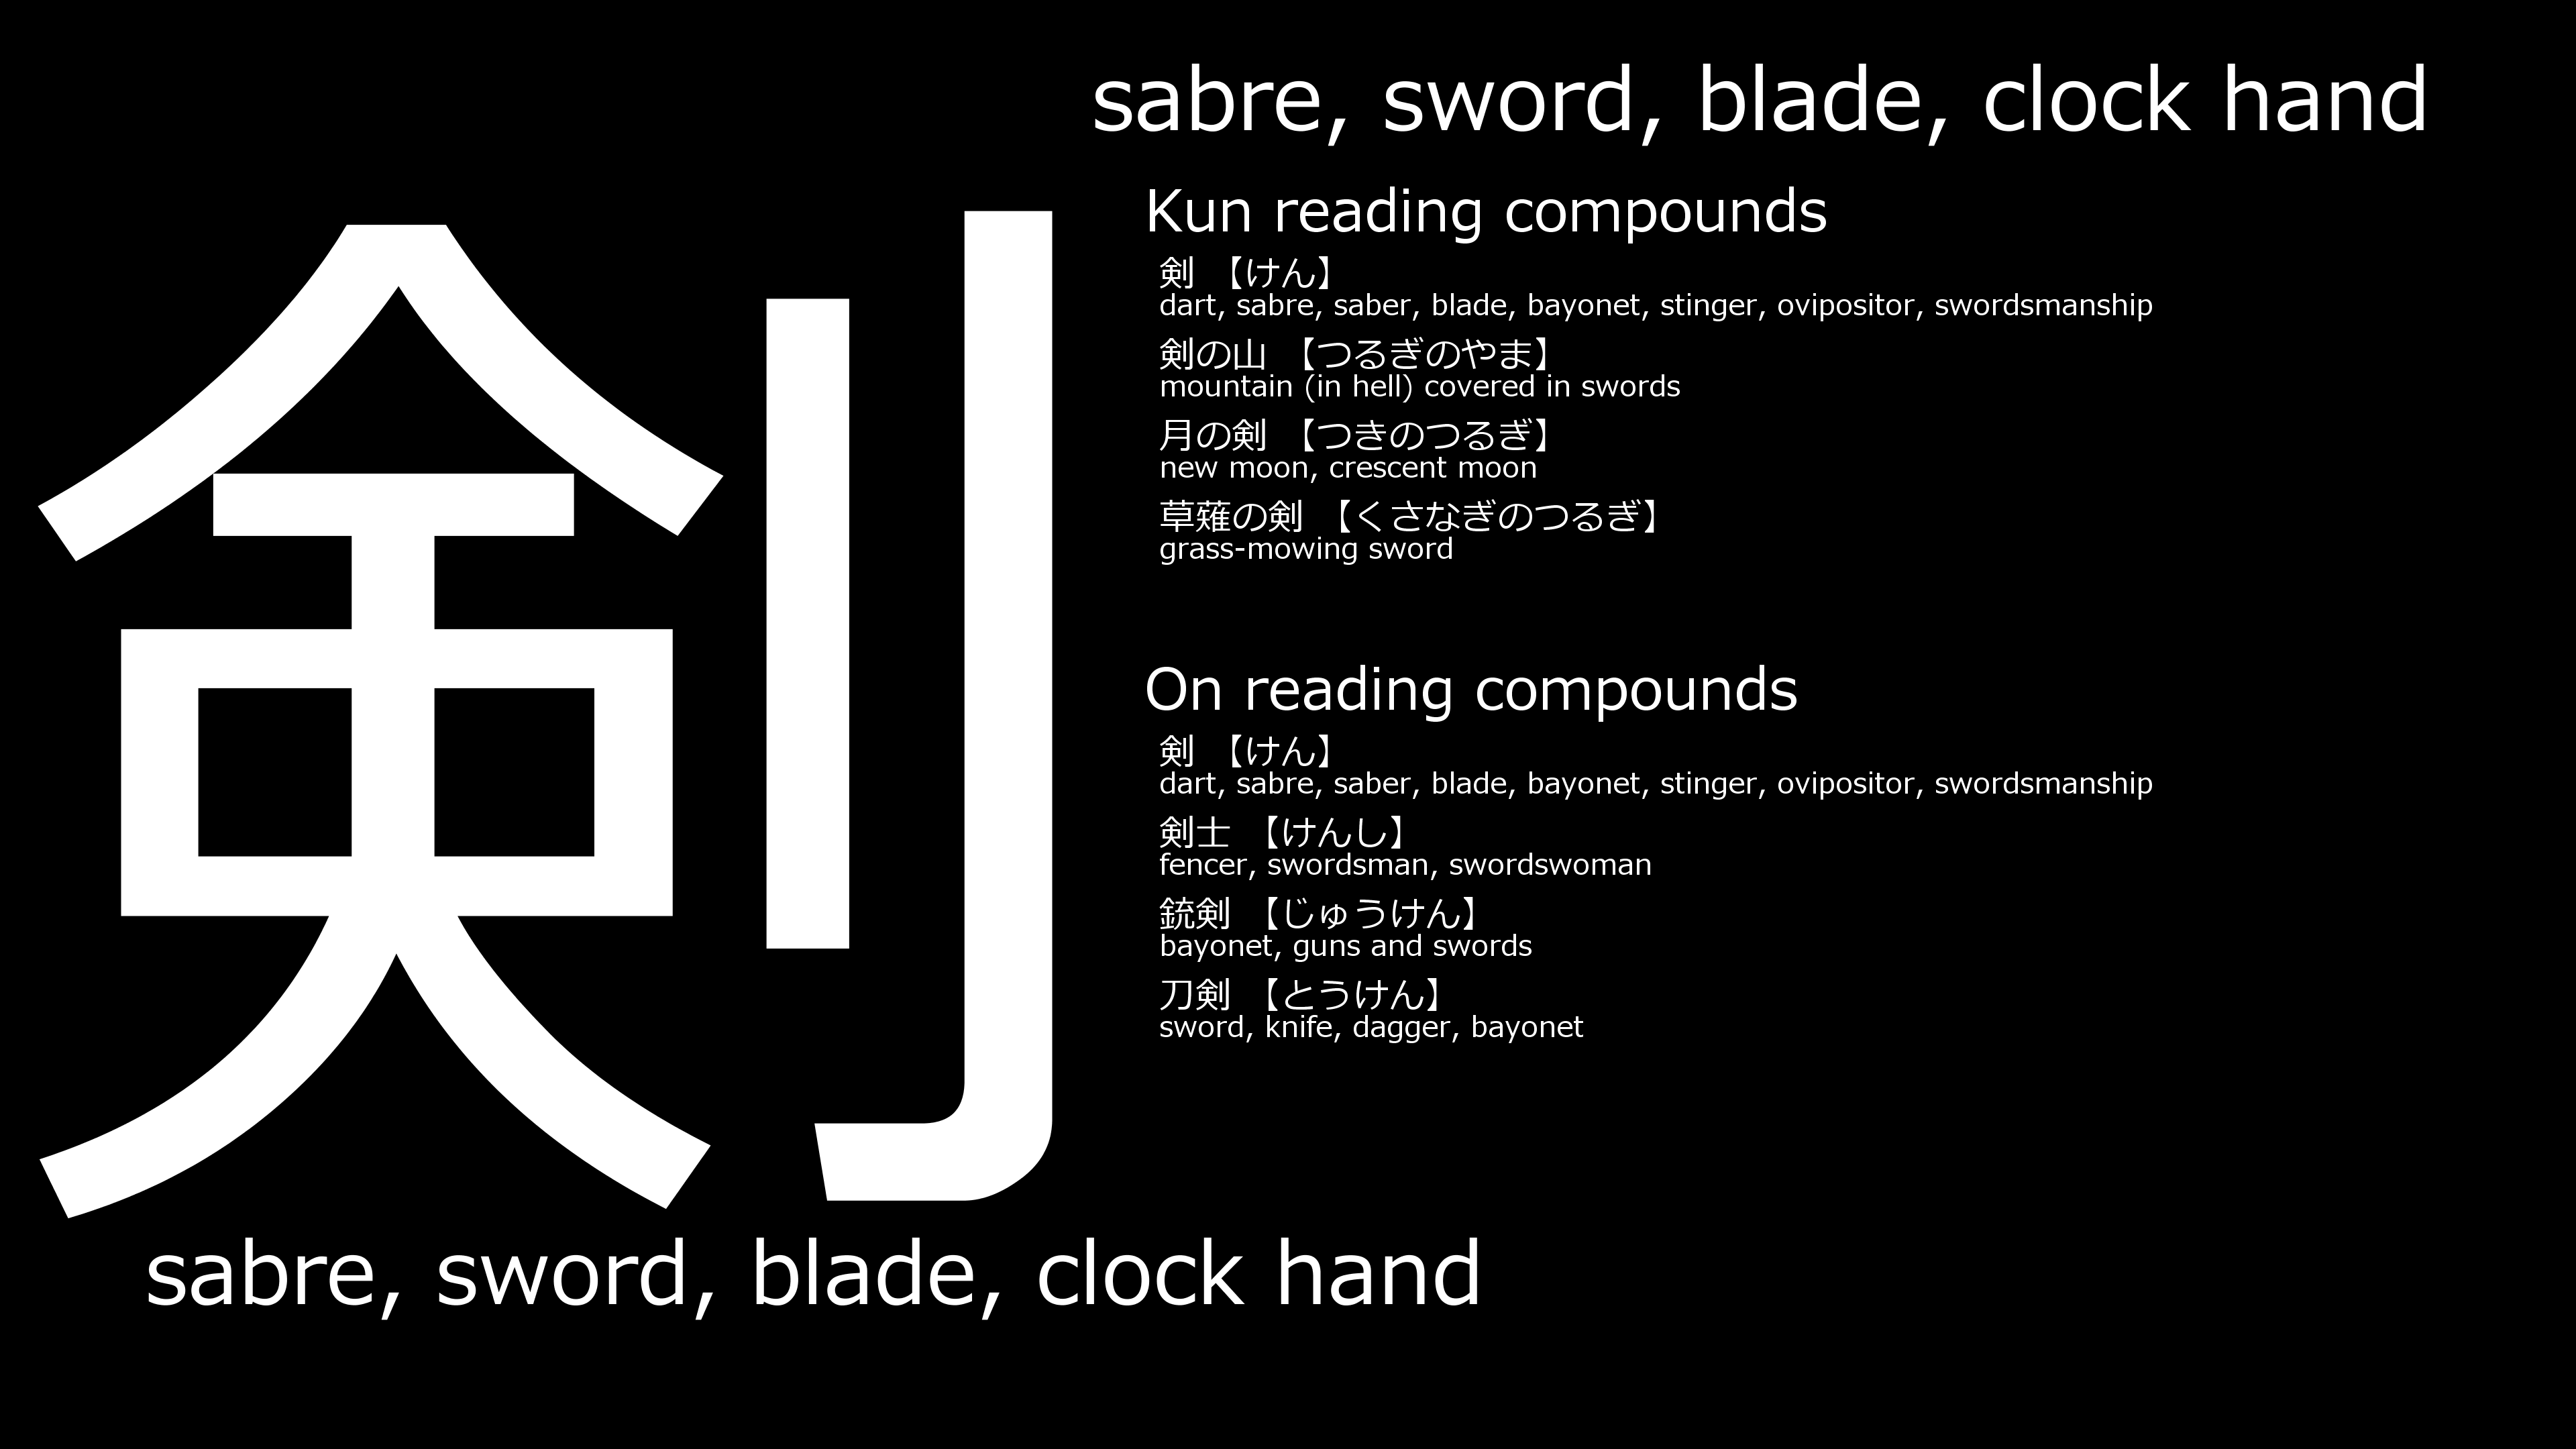 sabre, sword, blade, clock hand
剣
Kun reading compounds
剣 【けん】
dart, sabre, saber, blade, bayonet, stinger, ovipositor, swordsmanship
剣の山 【つるぎのやま】
mountain (in hell) covered in swords
月の剣 【つきのつるぎ】
new moon, crescent moon
草薙の剣 【くさなぎのつるぎ】
grass-mowing sword
On reading compounds
剣 【けん】
dart, sabre, saber, blade, bayonet, stinger, ovipositor, swordsmanship
剣士 【けんし】
fencer, swordsman, swordswoman
銃剣 【じゅうけん】
bayonet, guns and swords
刀剣 【とうけん】
sword, knife, dagger, bayonet
sabre, sword, blade, clock hand